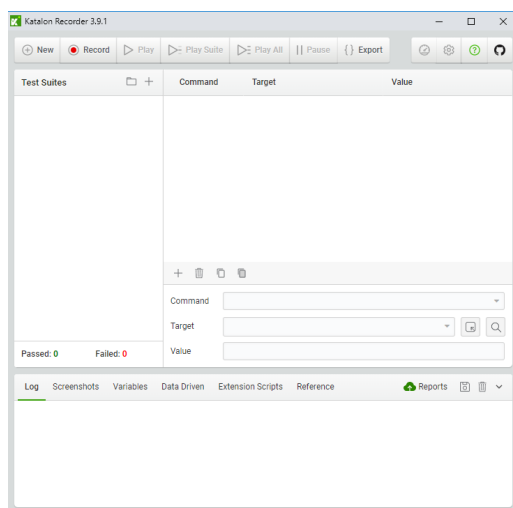 Katalon Recorder 3.9.1
New Record Play Play Suite Play All Pause Export
Test Suites
Command Target Value
Command
Target
Value
Passed: 0 Failed: 0
Log Screenshots Variables Data Driven Extension Scripts Reference Reports